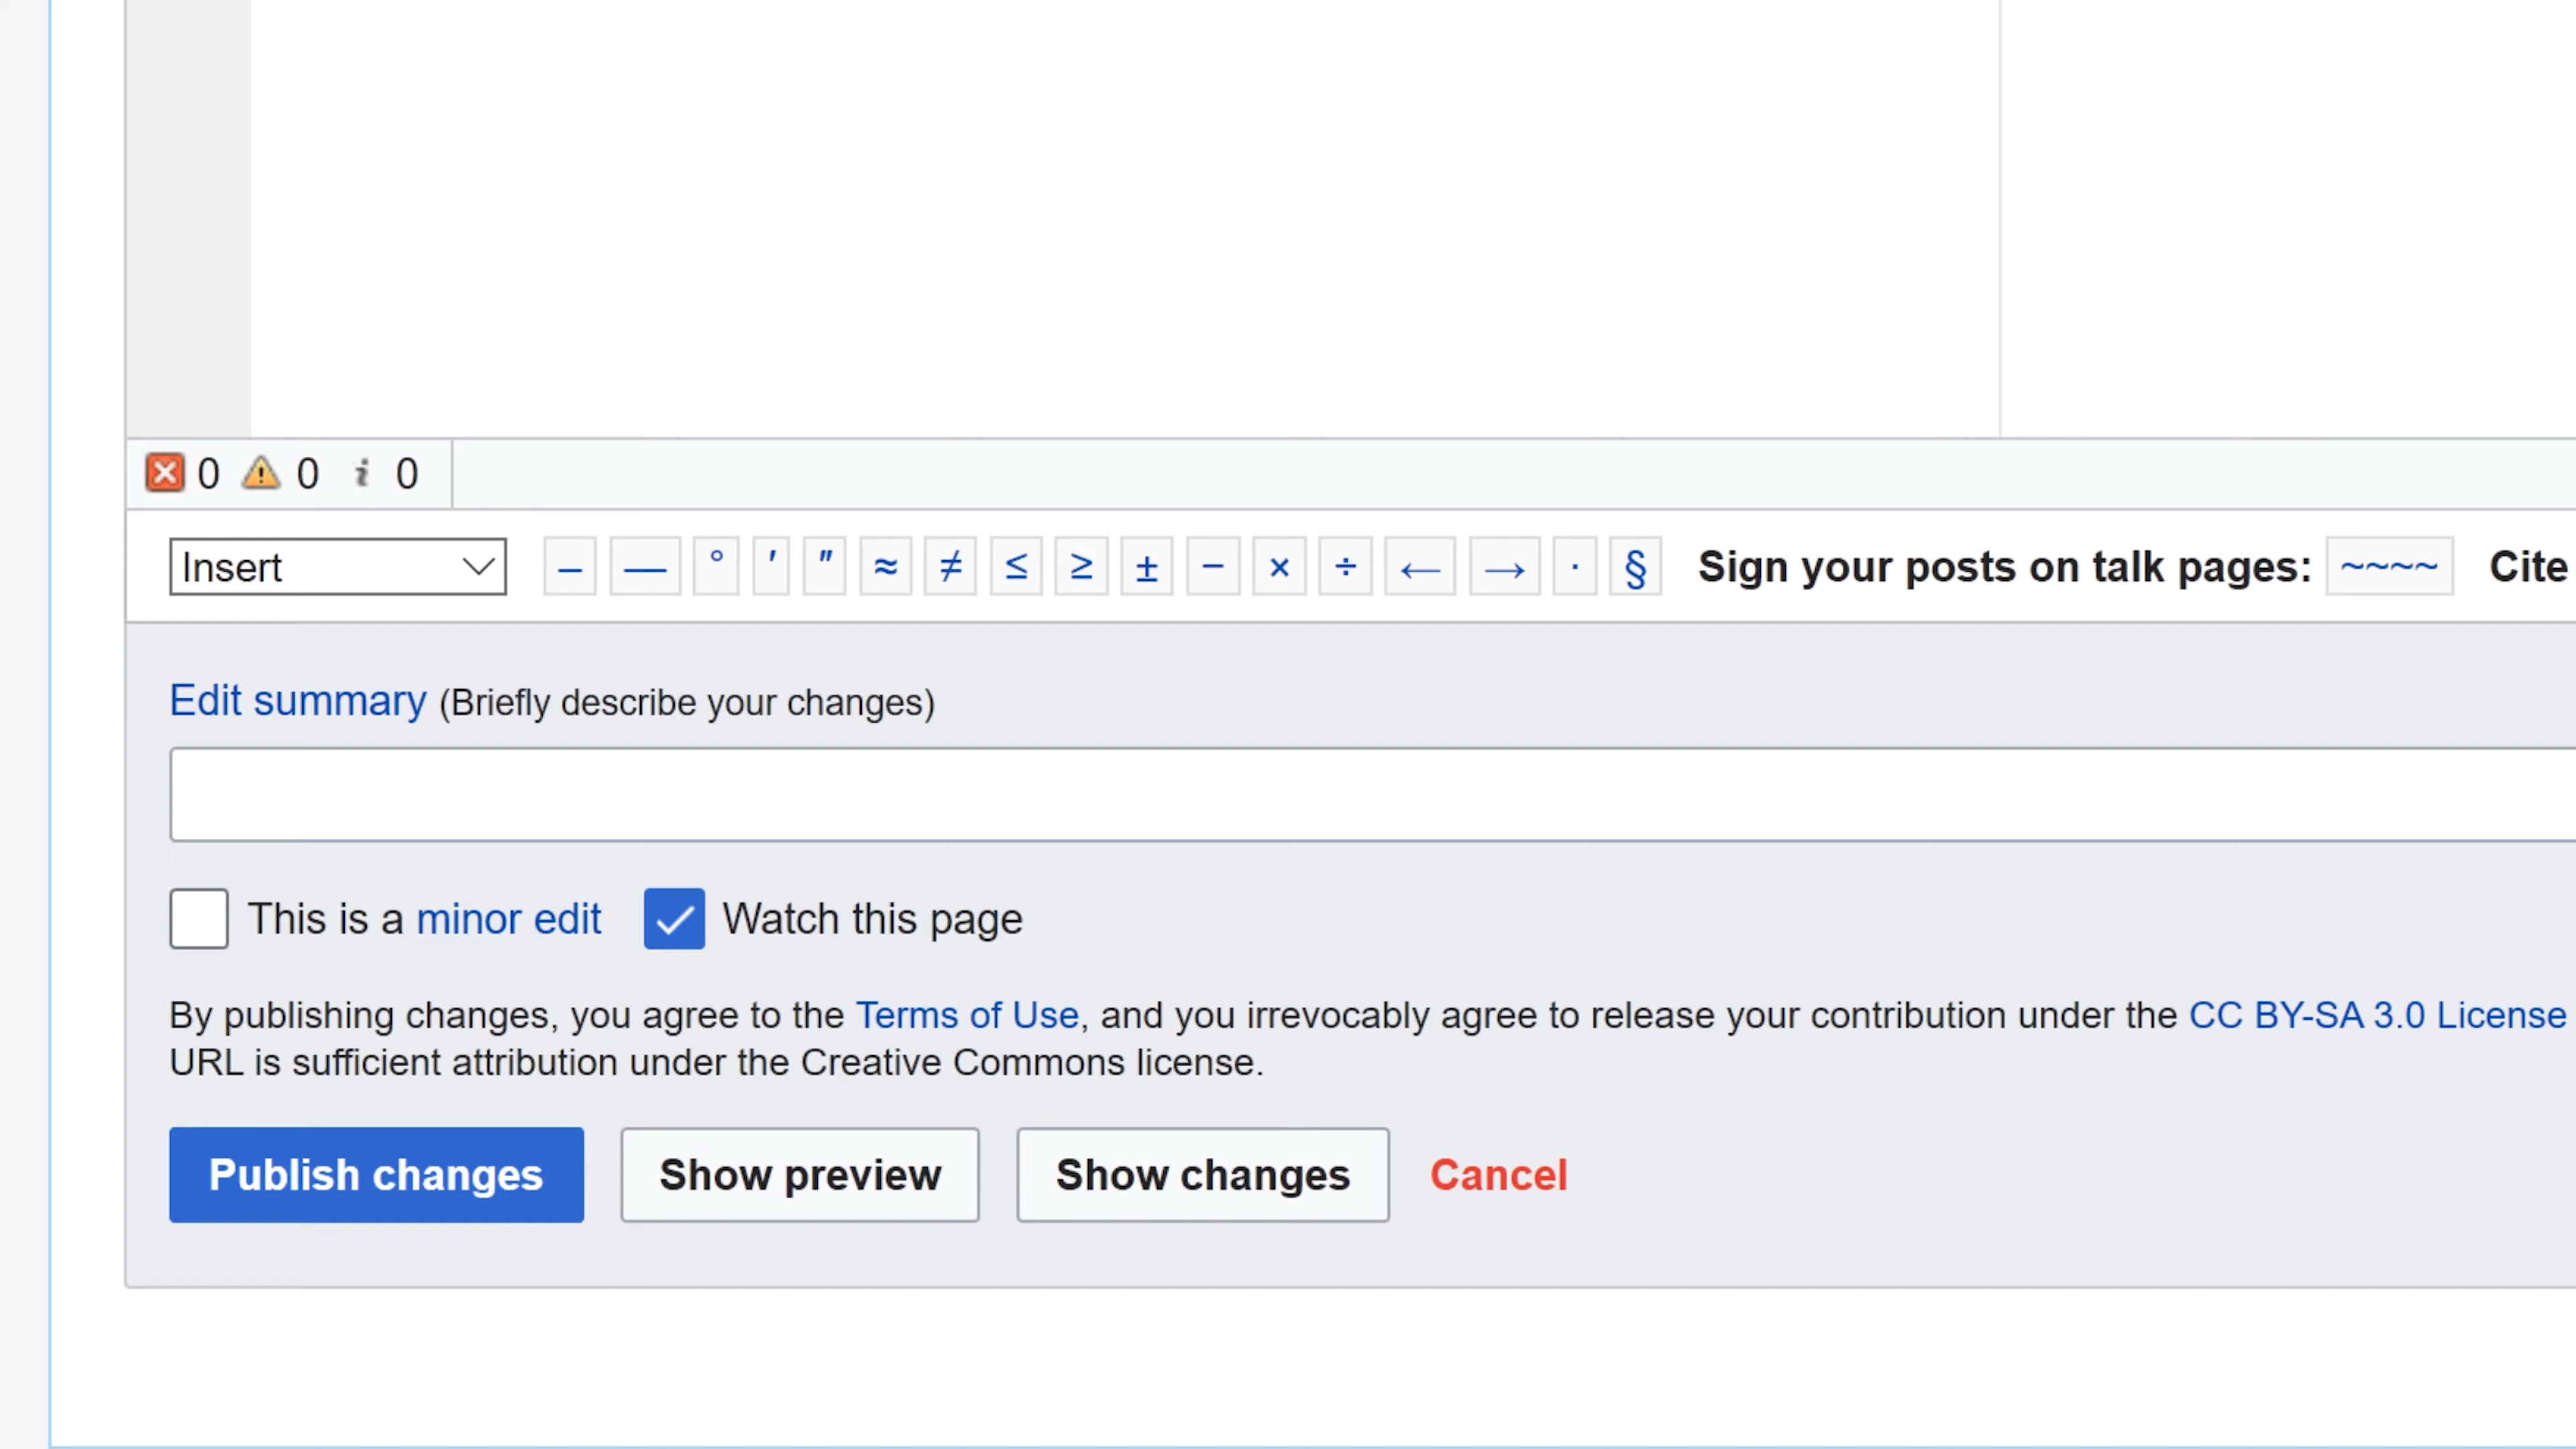 0 0 i 0
Insert – — ° ′ ″ ≈ ≠ ≤ ≥ ± − × ÷ ← → · § Sign your posts on talk pages: ~~~~ Cite
Edit summary (Briefly describe your changes)
This is a minor edit Watch this page
By publishing changes, you agree to the Terms of Use, and you irrevocably agree to release your contribution under the CC BY-SA 3.0 License
URL is sufficient attribution under the Creative Commons license.
Publish changes Show preview Show changes Cancel